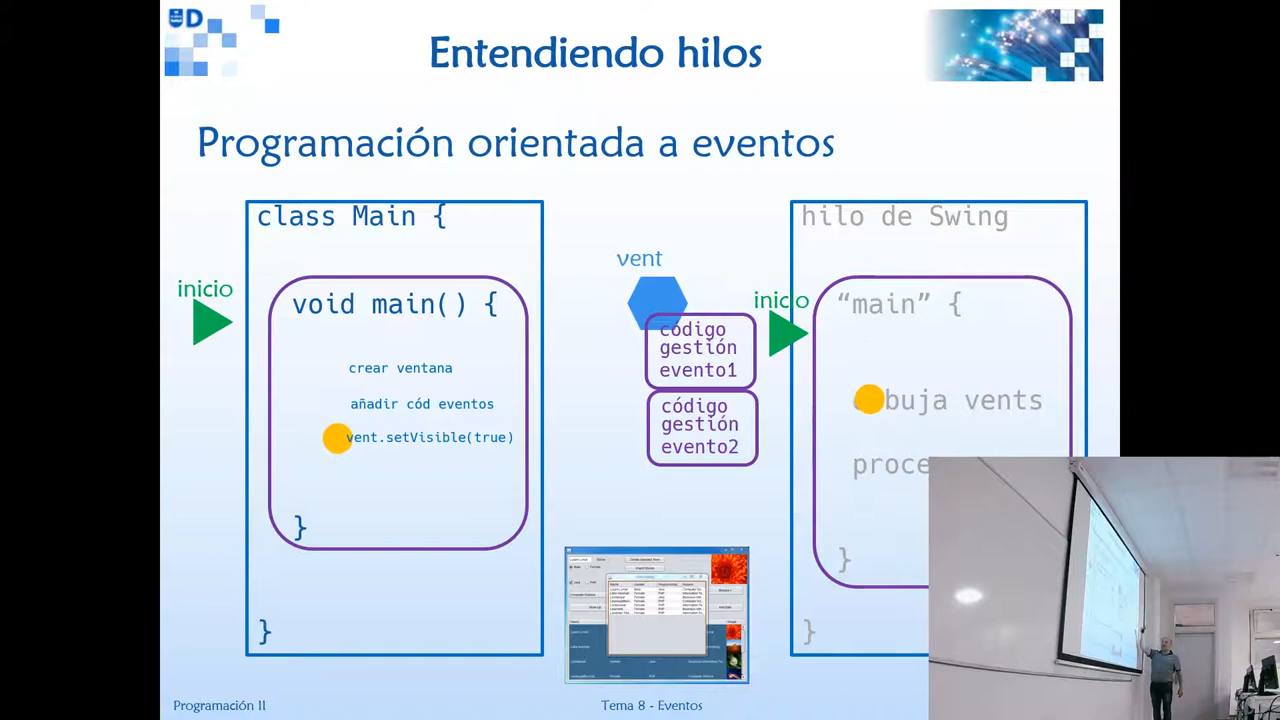 UD
Entendiendo hilos
Programación orientada a eventos
class Main {
inicio
void main() {
crear ventana
añadir cód eventos
vent.setVisible(true)
}
}
vent
código
gestión
evento1
código
gestión
evento2
hilo de Swing
inicio
“main” {
buja vents
proce
}
}
Programación II
Tema 8 - Eventos